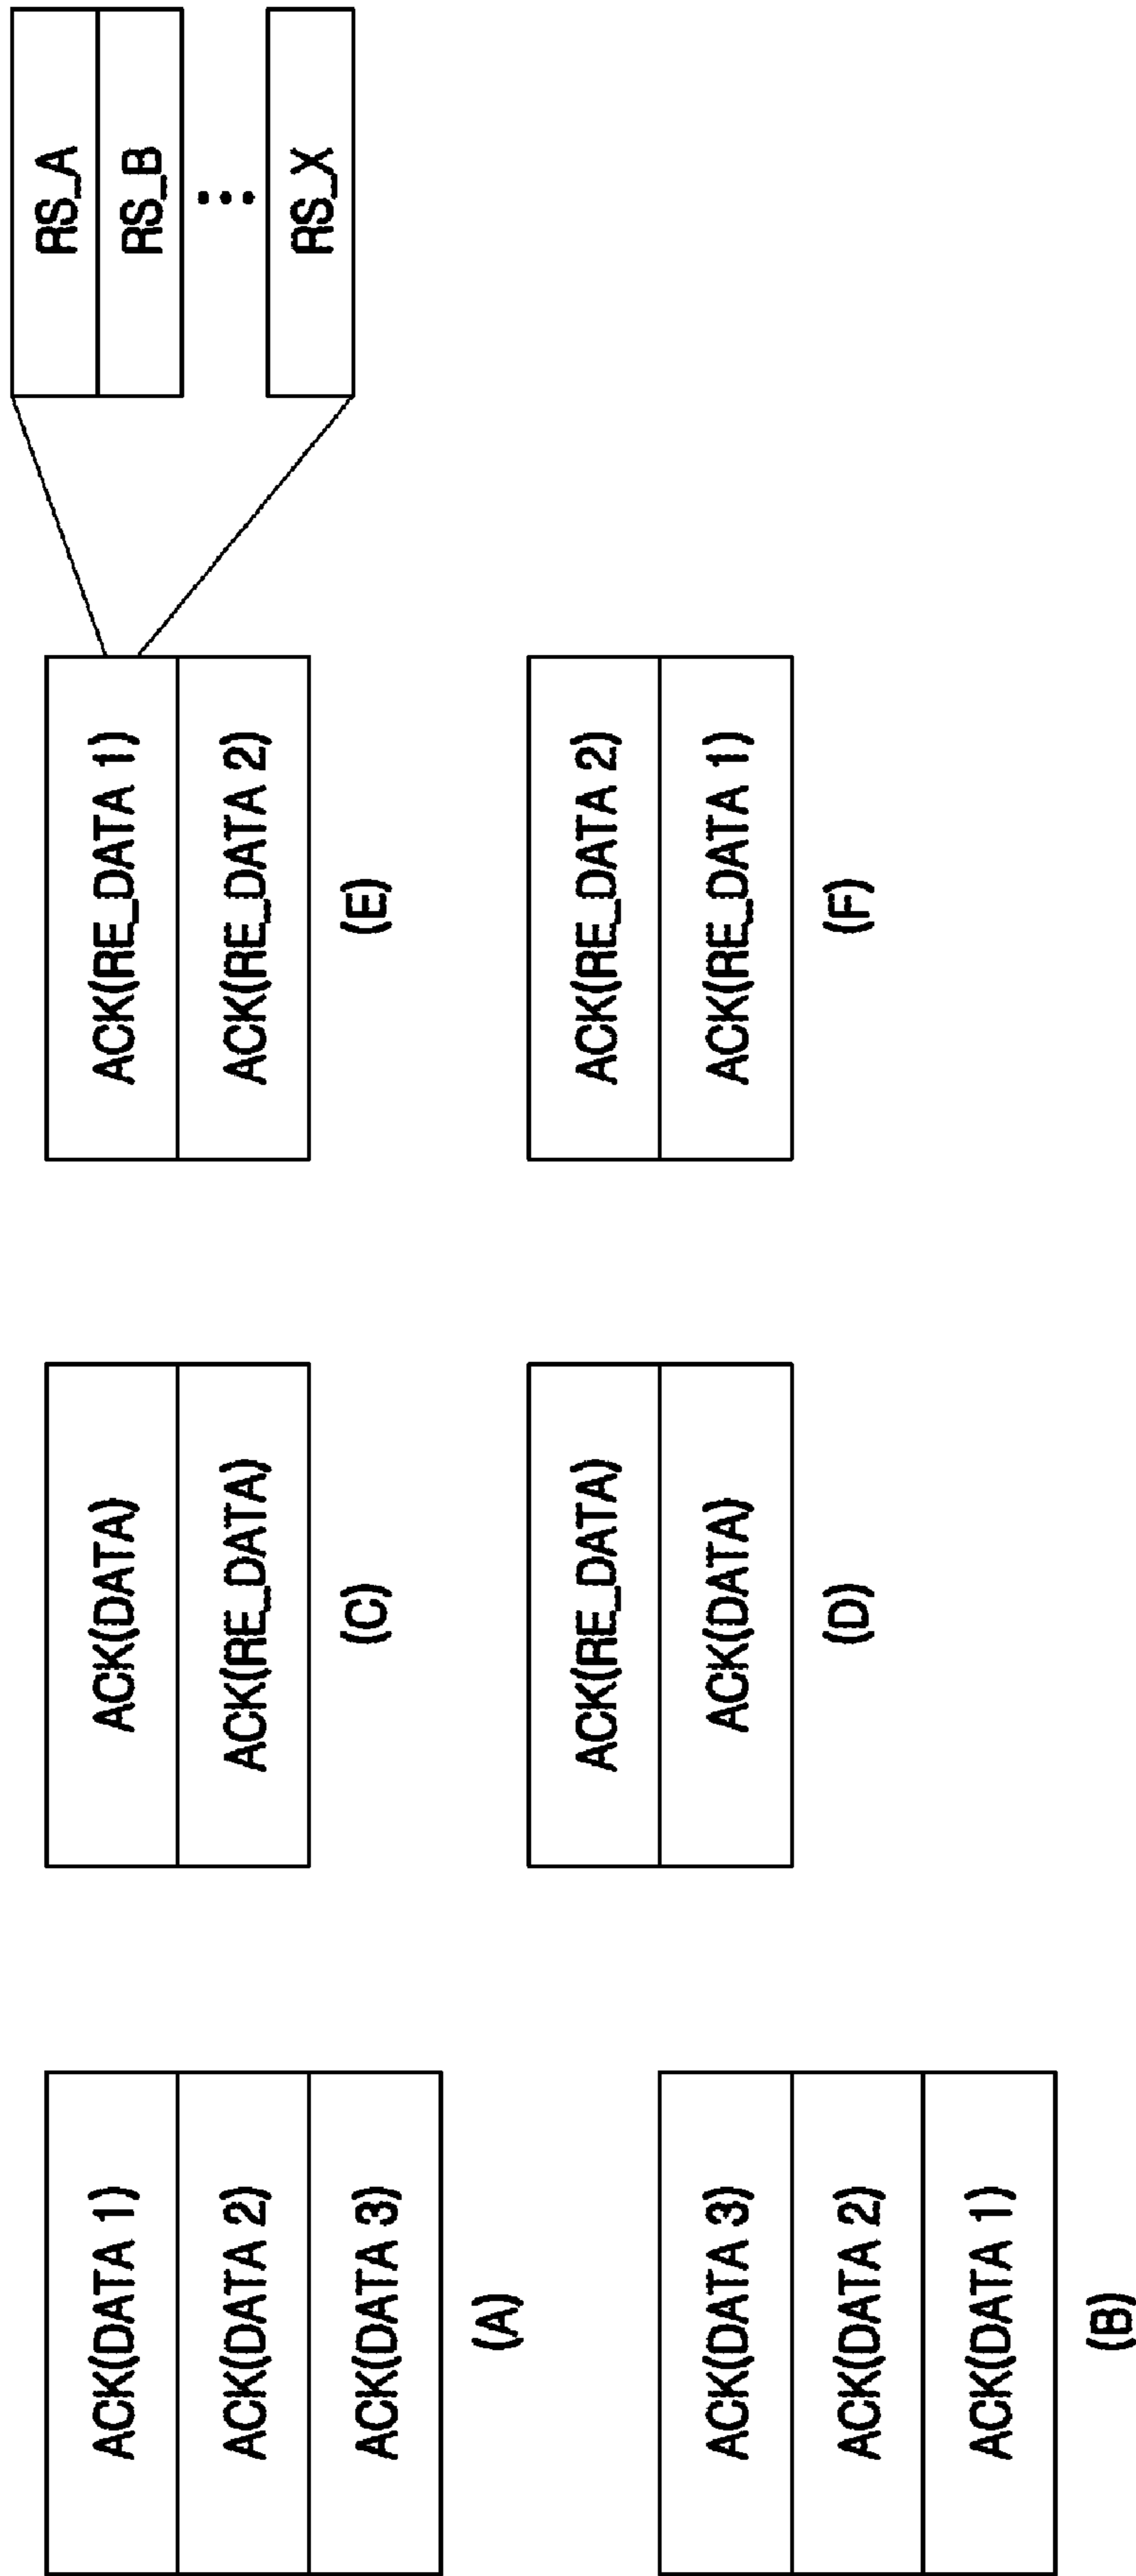 ACK(DATA 1)
ACK(DATA 2)
ACK(DATA 3)
(A)
ACK(DATA 3)
ACK(DATA 2)
ACK(DATA 1)
(B)
ACK(DATA)
ACK(RE_DATA)
(C)
ACK(RE_DATA)
ACK(DATA)
(D)
ACK(RE_DATA 1)
ACK(RE_DATA 2)
(E)
ACK(RE_DATA 2)
ACK(RE_DATA 1)
(F)
RS_A
RS_B
⋮
RS_X